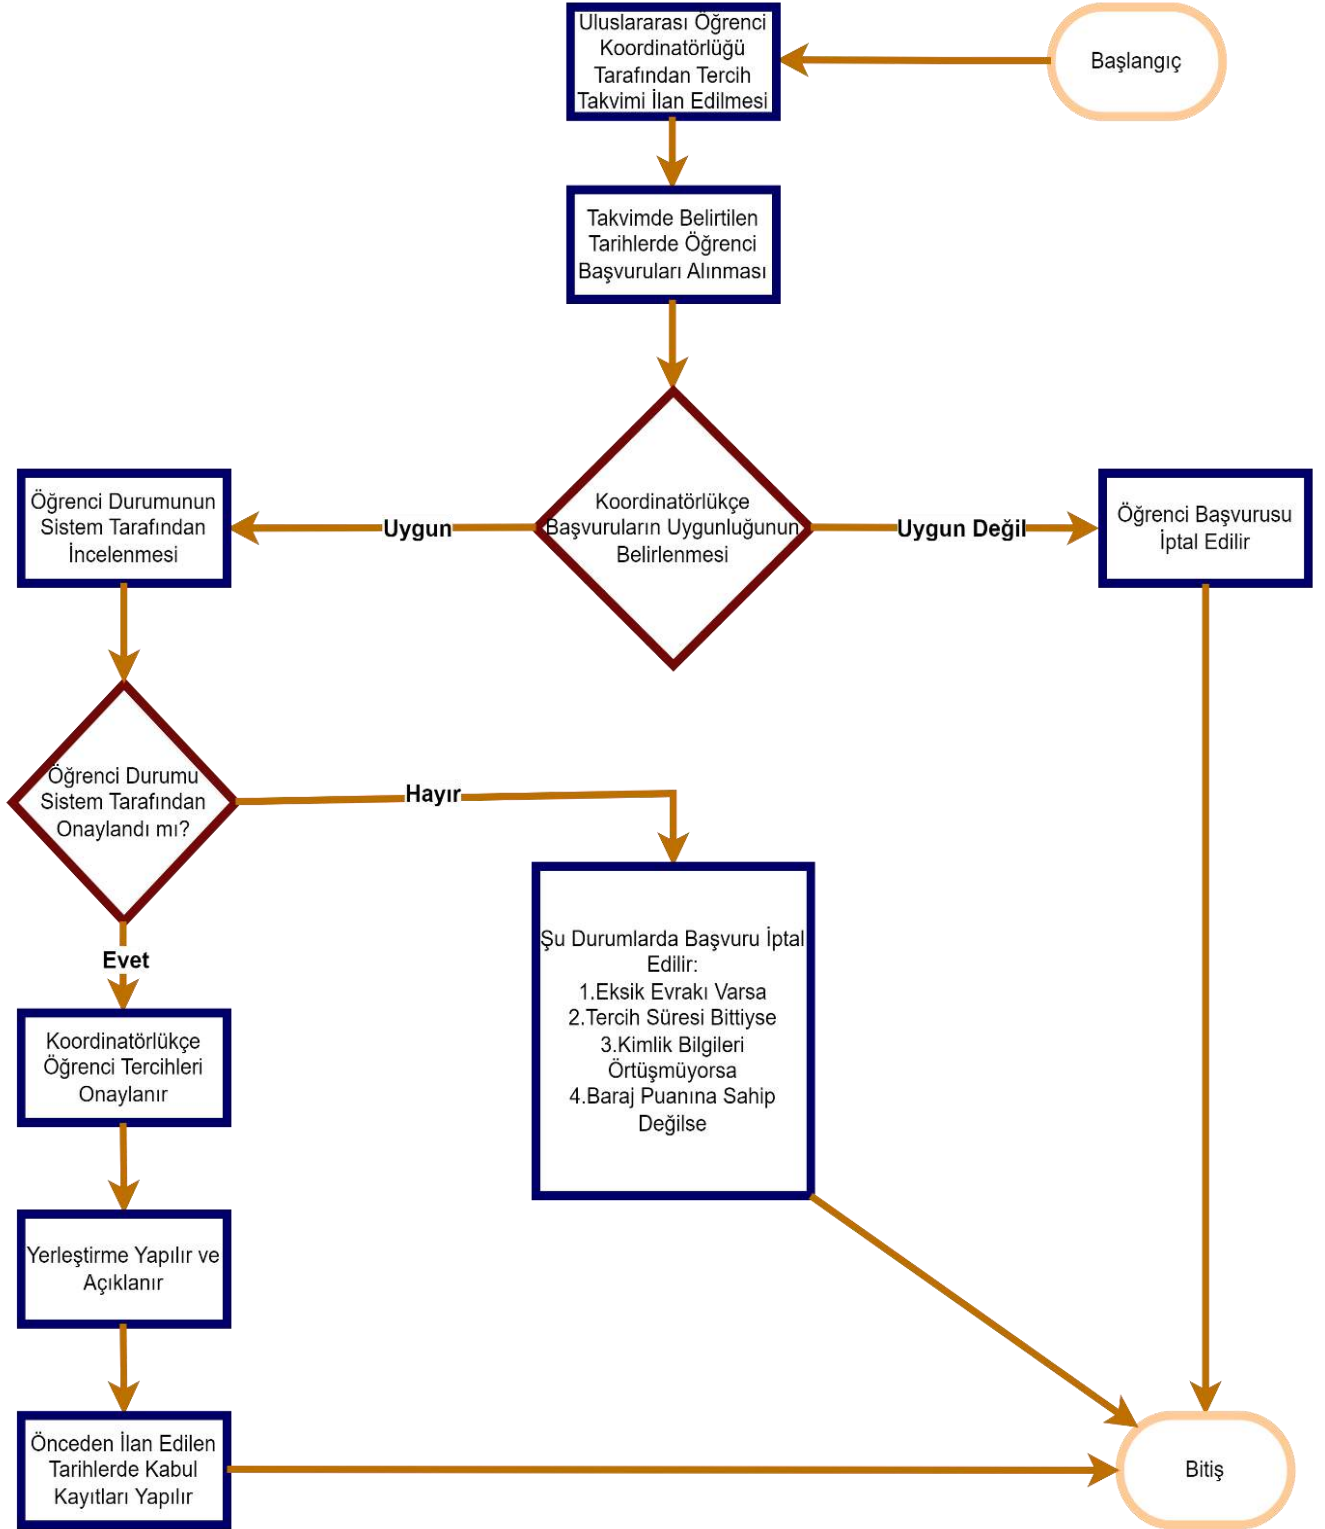 Uluslararası Öğrenci
Koordinatörlüğü
Tarafından Tercih
Takvimi İlan Edilmesi
Başlangıç
Takvimde Belirtilen
Tarihlerde Öğrenci
Başvuruları Alınması
Öğrenci Durumunun
Sistem Tarafından
İncelenmesi
Uygun
Koordinatörlükçe
Başvuruların Uygunluğunun
Belirlenmesi
Uygun Değil
Öğrenci Başvurusu
İptal Edilir
Öğrenci Durumu
Sistem Tarafından
Onaylandı mı?
Hayır
Evet
Şu Durumlarda Başvuru İptal
Edilir:
1.Eksik Evrakı Varsa
2.Tercih Süresi Bittiyse
3.Kimlik Bilgileri
Örtüşmüyorsa
4.Baraj Puanına Sahip
Değilse
Koordinatörlükçe
Öğrenci Tercihleri
Onaylanır
Yerleştirme Yapılır ve
Açıklanır
Önceden İlan Edilen
Tarihlerde Kabul
Kayıtları Yapılır
Bitiş